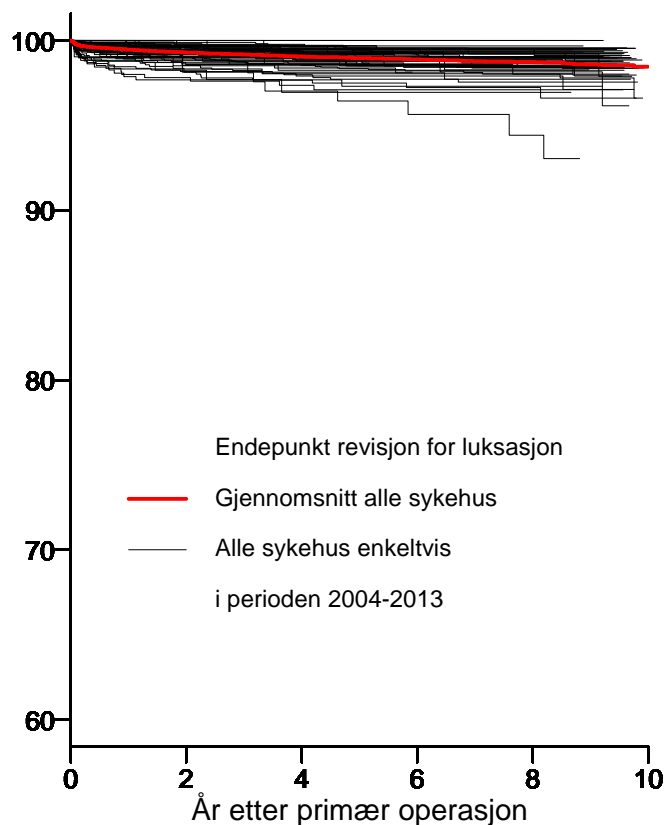 100
90
80
70
60
Endepunkt revisjon for luksasjon
Gjennomsnitt alle sykehus
Alle sykehus enkeltvis
i perioden 2004-2013
0 2 4 6 8 10
År etter primær operasjon